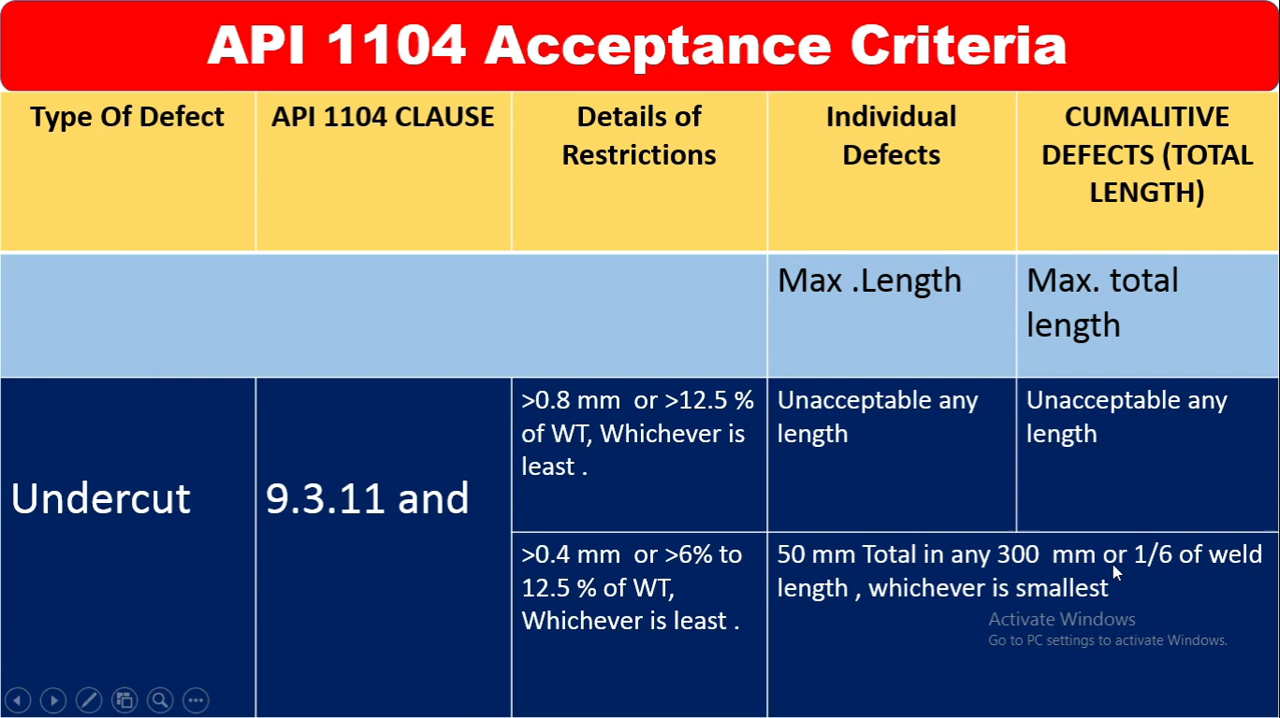 API 1104 Acceptance Criteria
Type Of Defect
API 1104 CLAUSE
Details of
Restrictions
Individual
Defects
CUMALITIVE
DEFECTS (TOTAL
LENGTH)
Max .Length
Max. total
length
Undercut
9.3.11 and
>0.8 mm  or >12.5 %
of WT, Whichever is
least .
Unacceptable any
length
Unacceptable any
length
>0.4 mm  or >6% to
12.5 % of WT,
Whichever is least .
50 mm Total in any 300  mm or 1/6 of weld
length , whichever is smallest
Activate Windows
Go to PC settings to activate Windows.